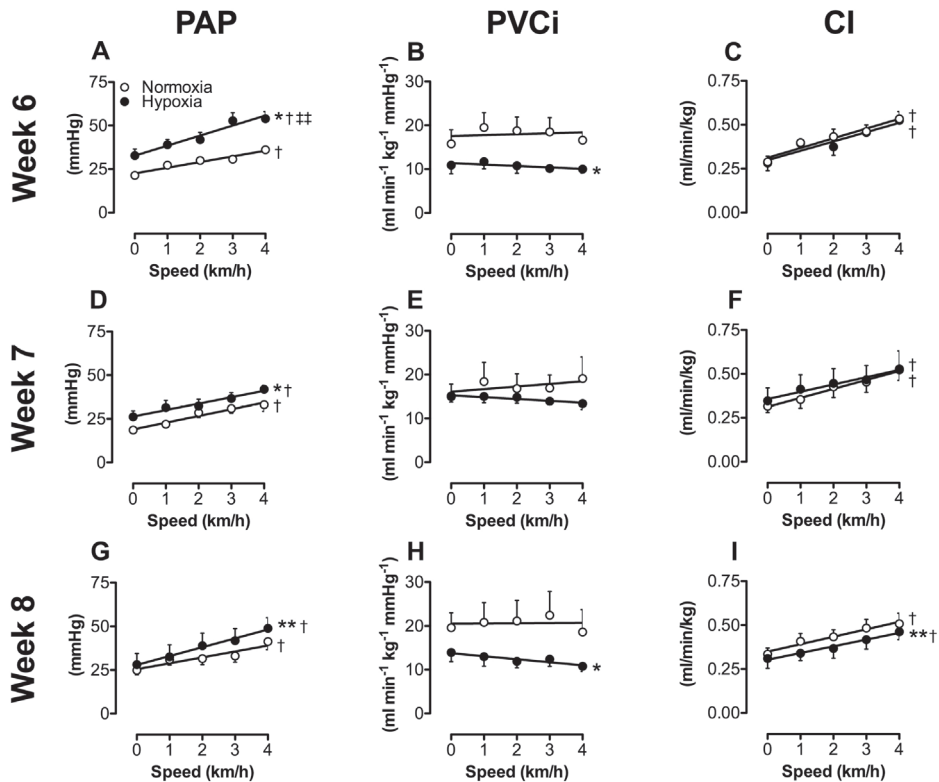 PAP PVCi CI
Week 6
A
75
50
25
0
(mmHg)
Normoxia
Hypoxia
*†‡‡
†
0 1 2 3 4
Speed (km/h)
B
30
20
10
0
(ml min⁻¹ kg⁻¹ mmHg⁻¹)
*
0 1 2 3 4
Speed (km/h)
C
0.75
0.50
0.25
0.00
(ml/min/kg)
†
†
0 1 2 3 4
Speed (km/h)
Week 7
D
75
50
25
0
(mmHg)
*†
†
0 1 2 3 4
Speed (km/h)
E
30
20
10
0
(ml min⁻¹ kg⁻¹ mmHg⁻¹)
0 1 2 3 4
Speed (km/h)
F
0.75
0.50
0.25
0.00
(ml/min/kg)
†
†
0 1 2 3 4
Speed (km/h)
Week 8
G
75
50
25
0
(mmHg)
**†
†
0 1 2 3 4
Speed (km/h)
H
30
20
10
0
(ml min⁻¹ kg⁻¹ mmHg⁻¹)
*
0 1 2 3 4
Speed (km/h)
I
0.75
0.50
0.25
0.00
(ml/min/kg)
†
**†
0 1 2 3 4
Speed (km/h)